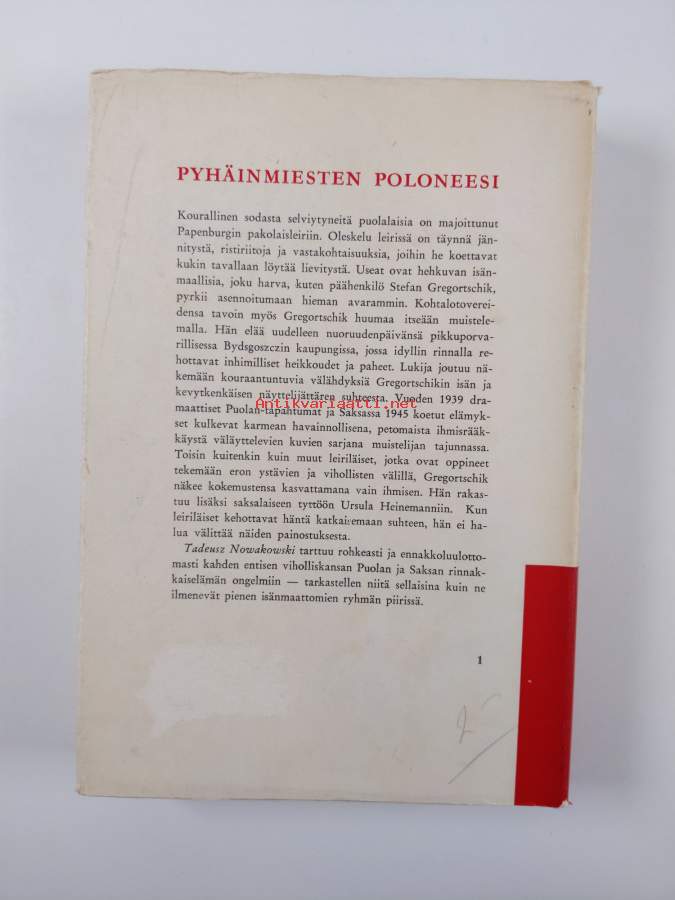 PYHÄINMIESTEN POLONEESI
Kourallinen sodasta selviytyneitä puolalaisia on majoittunut
Papenburgin pakolaisleiriin. Oleskelu leirissä on täynnä jän-
nitystä, ristiriitoja ja vastakohtaisuuksia, joihin he koettavat
kukin tavallaan löytää lievitystä. Useat ovat hehkuvan isän-
maallisia, joku harva, kuten päähenkilö Stefan Gregortschik,
pyrkii asennoitumaan hieman avarammin. Kohtalotoverei-
densa tavoin myös Gregortschik huumaa itseään muistele-
malla. Hän elää uudelleen nuoruudenpäivänsä pikkuporva-
rillisessa Bydsgoszczin kaupungissa, jossa idyllin rinnalla re-
hottavat inhimilliset heikkoudet ja paheet. Lukija joutuu nä-
kemään kouraantuntuvia välähdyksiä Gregortschikin isän ja
kevytkenkäisen näyttelijättären suhteesta. Vuoden 1939 dra-
Antikvariaatti.net
maattiset Puolan-tapahtumat ja Saksassa 1945 koetut elämyk-
set kulkevat karmean havainnollisena, petomaista ihmisrääk-
käystä väläyttelevien kuvien sarjana muistelijan tajunnassa.
Toisin kuitenkin kuin muut leiriläiset, jotka ovat oppineet
tekemään eron ystävien ja vihollisten välillä, Gregortschik
näkee kokemustensa kasvattamana vain ihmisen. Hän rakas-
tuu lisäksi saksalaiseen tyttöön Ursula Heinemanniin. Kun
leiriläiset kehottavat häntä katkaisemaan suhteen, hän ei ha-
lua välittää näiden painostuksesta.
Tadeusz Nowakowski tarttuu rohkeasti ja ennakkoluulotto-
masti kahden entisen viholliskansan Puolan ja Saksan rinnak-
kaiselämän ongelmiin — tarkastellen niitä sellaisina kuin ne
ilmenevät pienen isänmaattomien ryhmän piirissä.
1